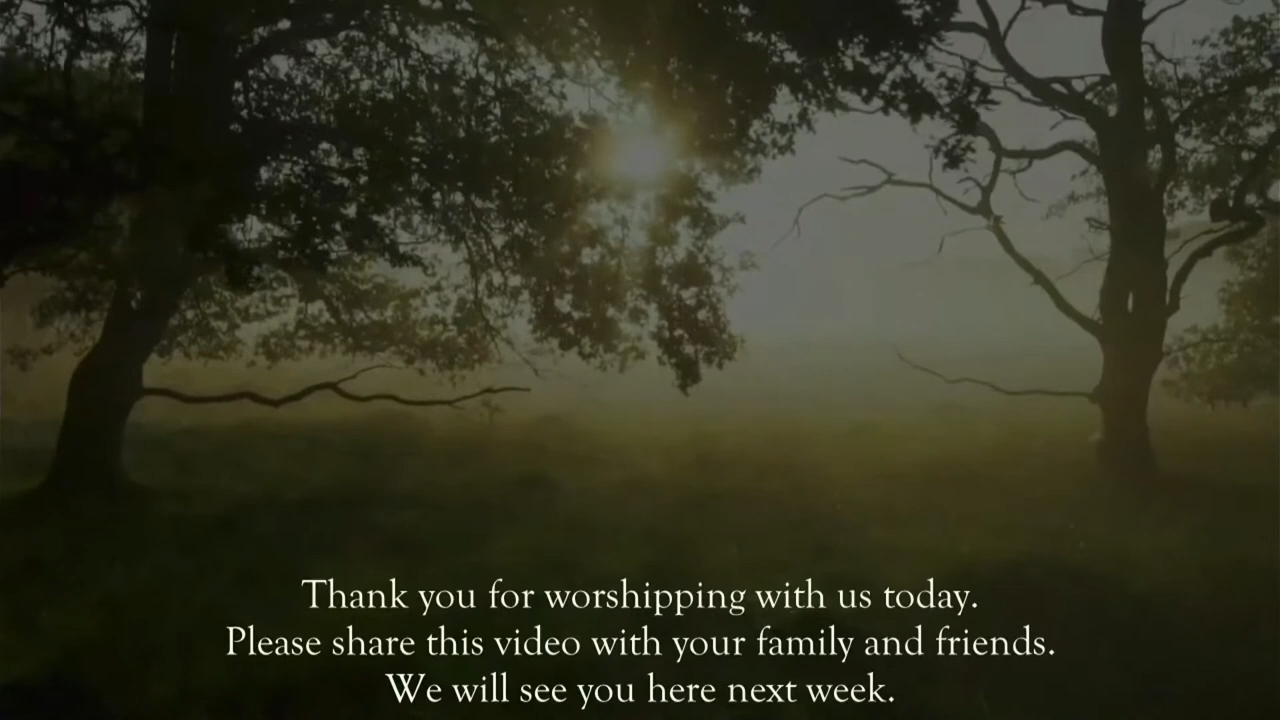 Thank you for worshipping with us today.
Please share this video with your family and friends.
We will see you here next week.